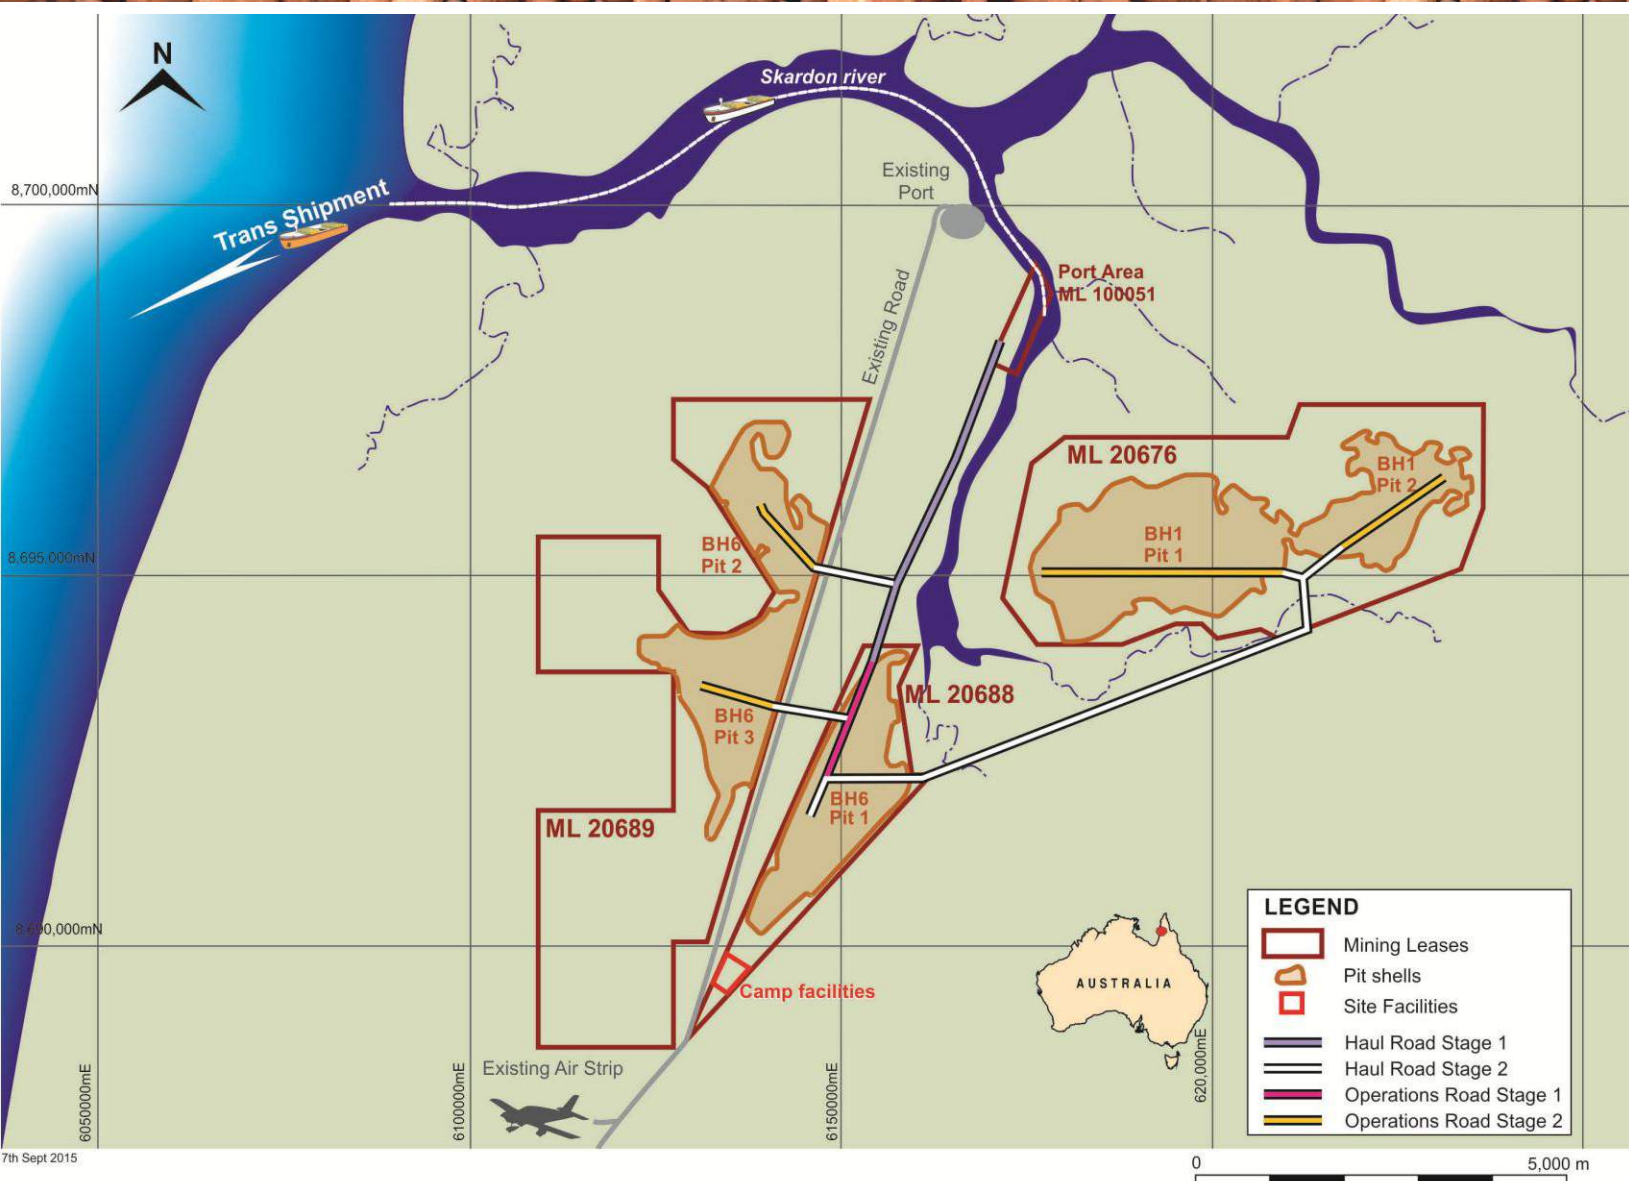 N
Skardon river
Existing
Port
8,700,000mN
Trans Shipment
Port Area
ML 100051
Existing Road
ML 20676
BH1
Pit 2
BH1
Pit 1
BH6
Pit 2
8,695,000mN
ML 20688
BH6
Pit 3
BH6
Pit 1
ML 20689
8,690,000mN
Camp facilities
AUSTRALIA
LEGEND
Mining Leases
Pit shells
Site Facilities
Haul Road Stage 1
Haul Road Stage 2
Operations Road Stage 1
Operations Road Stage 2
Existing Air Strip
6050000mE
6100000mE
6150000mE
620,000mE
7th Sept 2015
0
5,000 m